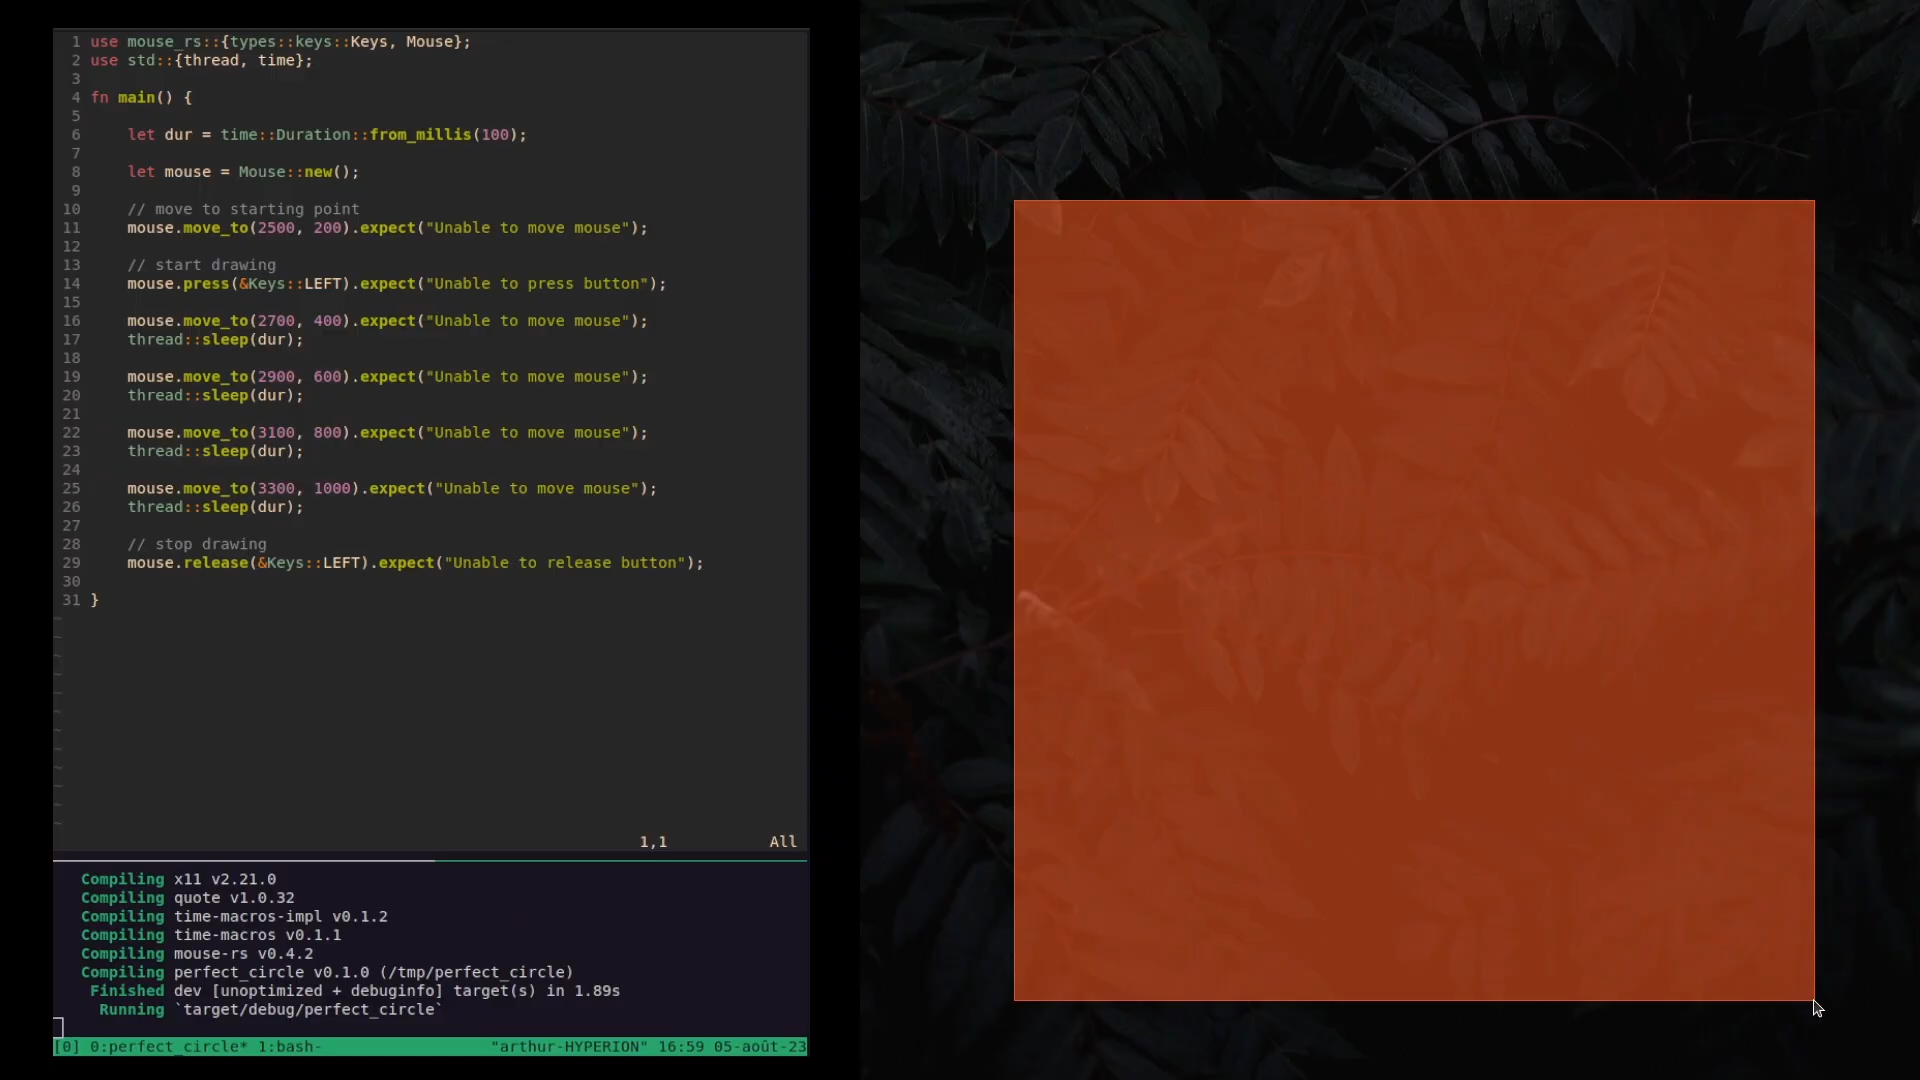 1 use mouse_rs::{types::keys::Keys, Mouse};
2 use std::{thread, time};
3
4 fn main() {
5
6     let dur = time::Duration::from_millis(100);
7
8     let mouse = Mouse::new();
9
10     // move to starting point
11     mouse.move_to(2500, 200).expect("Unable to move mouse");
12
13     // start drawing
14     mouse.press(&Keys::LEFT).expect("Unable to press button");
15
16     mouse.move_to(2700, 400).expect("Unable to move mouse");
17     thread::sleep(dur);
18
19     mouse.move_to(2900, 600).expect("Unable to move mouse");
20     thread::sleep(dur);
21
22     mouse.move_to(3100, 800).expect("Unable to move mouse");
23     thread::sleep(dur);
24
25     mouse.move_to(3300, 1000).expect("Unable to move mouse");
26     thread::sleep(dur);
27
28     // stop drawing
29     mouse.release(&Keys::LEFT).expect("Unable to release button");
30
31 }
~
~
~
~
~
~
~
~
~
~
~
~
1,1 All
Compiling x11 v2.21.0
Compiling quote v1.0.32
Compiling time-macros-impl v0.1.2
Compiling time-macros v0.1.1
Compiling mouse-rs v0.4.2
Compiling perfect_circle v0.1.0 (/tmp/perfect_circle)
Finished dev [unoptimized + debuginfo] target(s) in 1.89s
Running `target/debug/perfect_circle`
[0] 0:perfect_circle* 1:bash- "arthur-HYPERION" 16:59 05-août-23